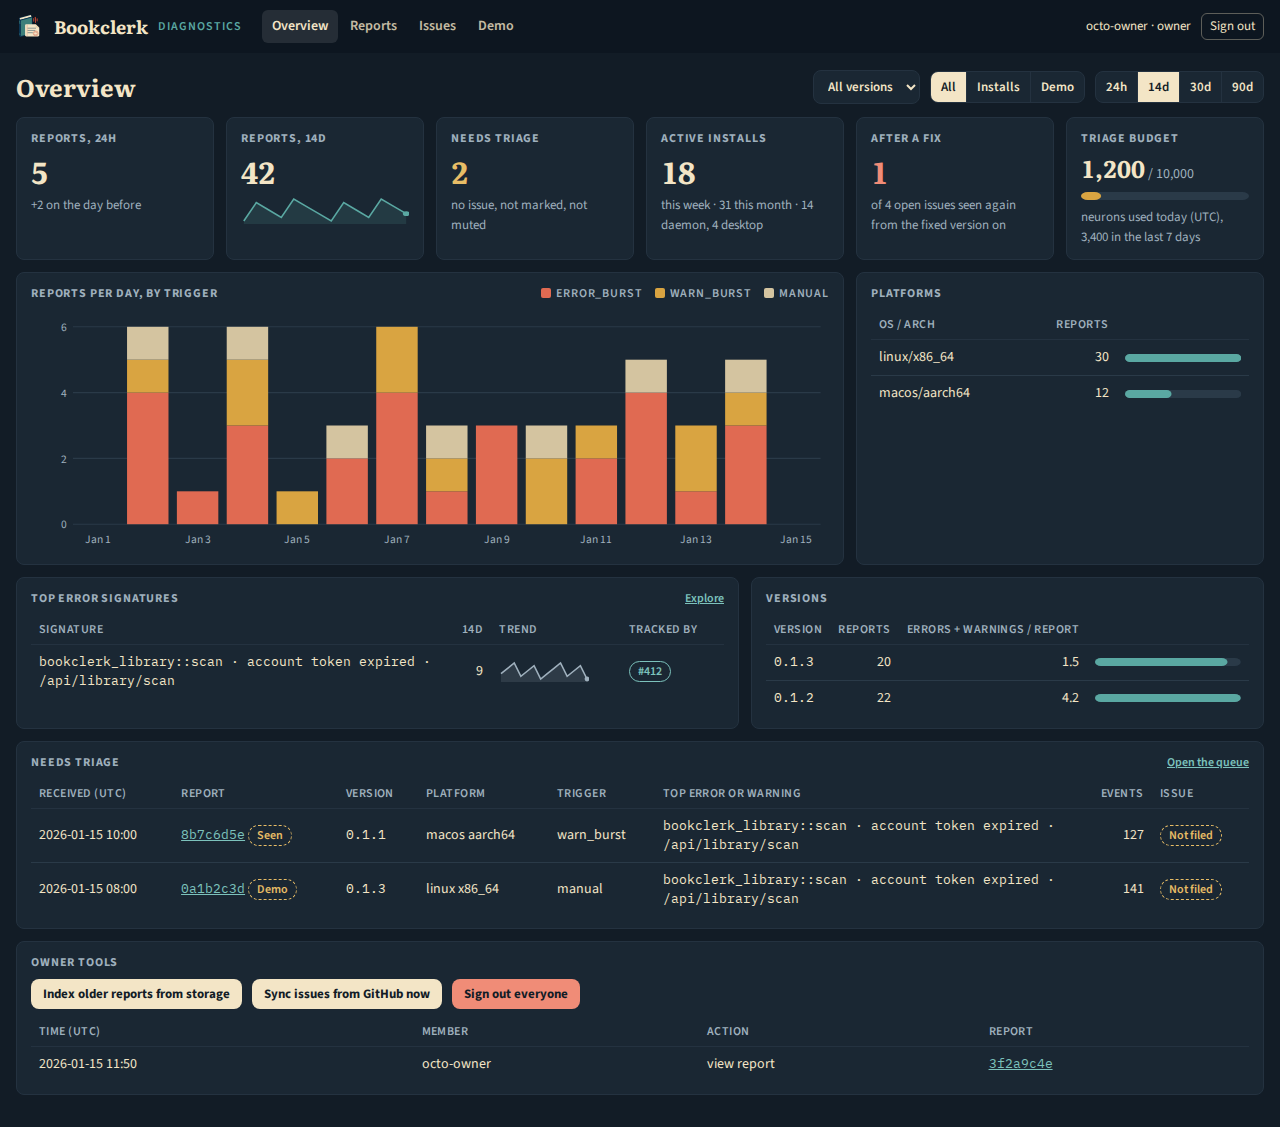 Bookclerk DIAGNOSTICS Overview Reports Issues Demo octo-owner · owner Sign out
Overview All versions All Installs Demo 24h 14d 30d 90d
REPORTS, 24H
5
+2 on the day before
REPORTS, 14D
42
NEEDS TRIAGE
2
no issue, not marked, not
muted
ACTIVE INSTALLS
18
this week · 31 this month · 14
daemon, 4 desktop
AFTER A FIX
1
of 4 open issues seen again
from the fixed version on
TRIAGE BUDGET
1,200 / 10,000
neurons used today (UTC),
3,400 in the last 7 days
REPORTS PER DAY, BY TRIGGER ERROR_BURST WARN_BURST MANUAL
6
4
2
0
Jan 1 Jan 3 Jan 5 Jan 7 Jan 9 Jan 11 Jan 13 Jan 15
PLATFORMS
OS / ARCH REPORTS
linux/x86_64 30
macos/aarch64 12
TOP ERROR SIGNATURES Explore
SIGNATURE 14D TREND TRACKED BY
bookclerk_library::scan · account token expired ·
/api/library/scan 9 #412
VERSIONS
VERSION REPORTS ERRORS + WARNINGS / REPORT
0.1.3 20 1.5
0.1.2 22 4.2
NEEDS TRIAGE Open the queue
RECEIVED (UTC) REPORT VERSION PLATFORM TRIGGER TOP ERROR OR WARNING EVENTS ISSUE
2026-01-15 10:00 8b7c6d5e Seen 0.1.1 macos aarch64 warn_burst bookclerk_library::scan · account token expired ·
/api/library/scan 127 Not filed
2026-01-15 08:00 0a1b2c3d Demo 0.1.3 linux x86_64 manual bookclerk_library::scan · account token expired ·
/api/library/scan 141 Not filed
OWNER TOOLS
Index older reports from storage Sync issues from GitHub now Sign out everyone
TIME (UTC) MEMBER ACTION REPORT
2026-01-15 11:50 octo-owner view report 3f2a9c4e